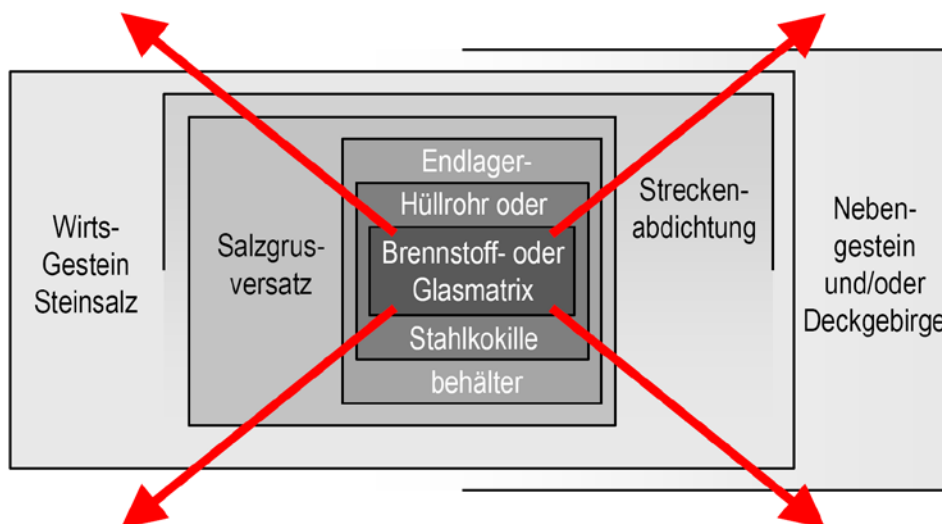 Wirts-
Gestein
Steinsalz
Salzgrus-
versatz
Endlager-
Hüllrohr oder
Brennstoff- oder
Glasmatrix
Stahlkokille
behälter
Strecken-
abdichtung
Neben-
gestein
und/oder
Deckgebirge